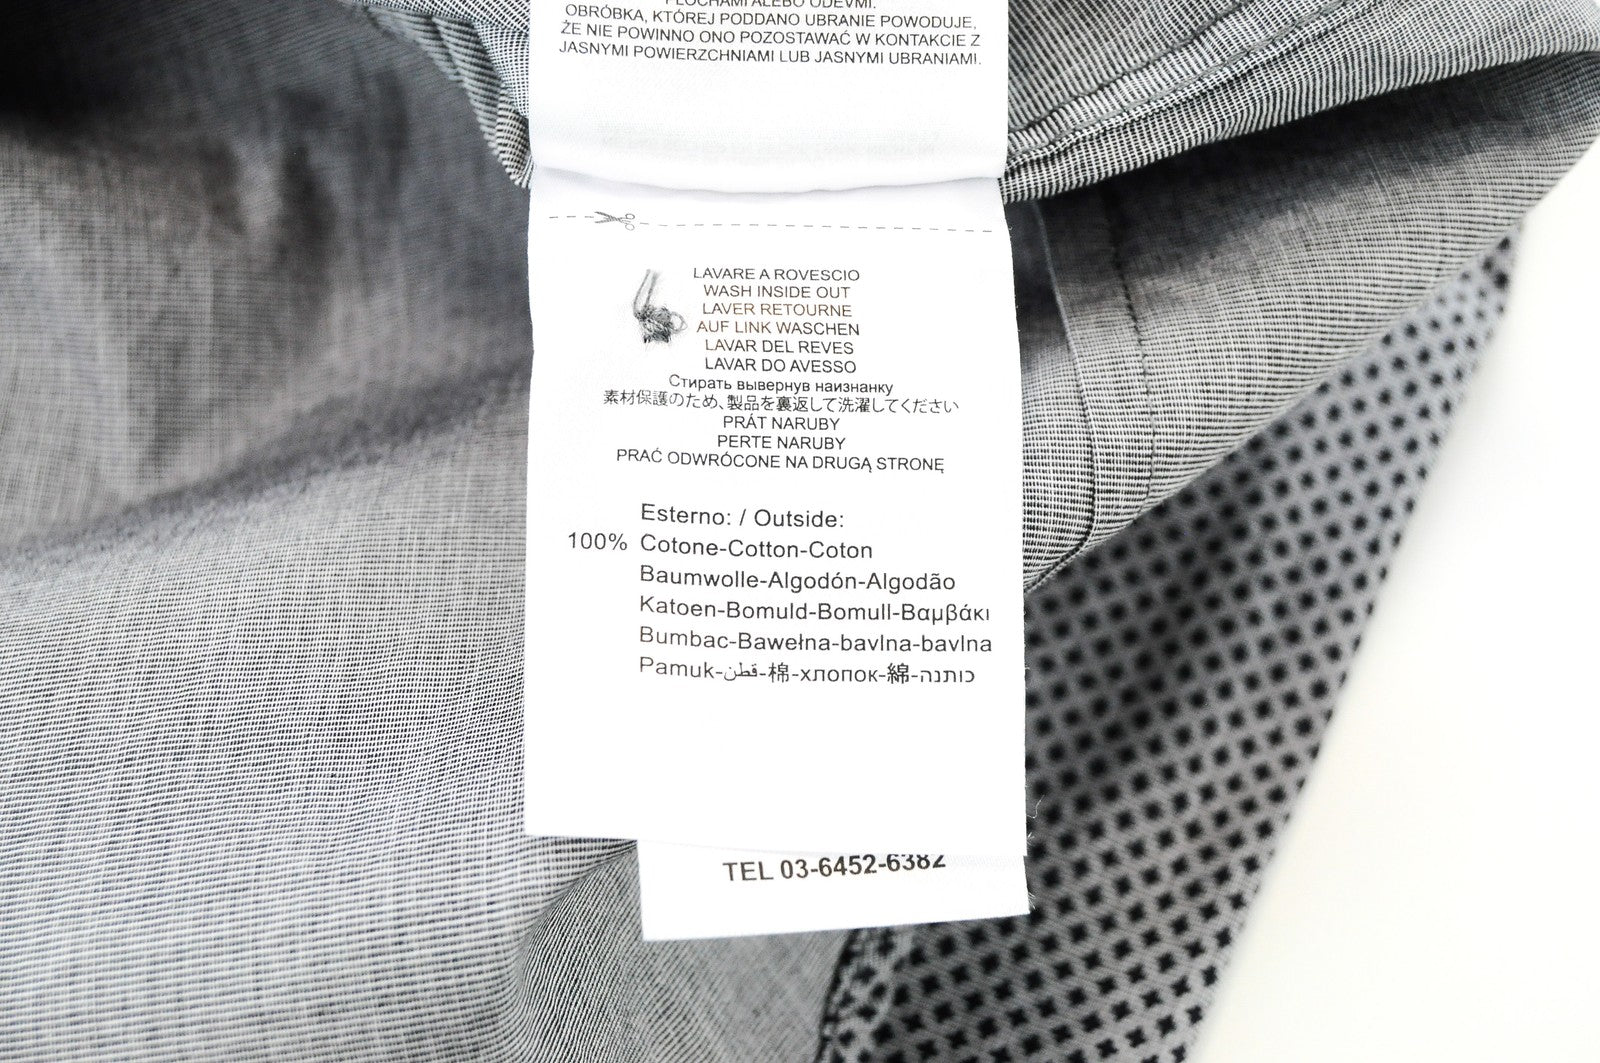 PLOCHAMI ALEBO ODEVMI.
OBRÓBKA, KTÓREJ PODDANO UBRANIE POWODUJE,
ŻE NIE POWINNO ONO POZOSTAWAĆ W KONTAKCIE Z
JASNYMI POWIERZCHNIAMI LUB JASNYMI UBRANIAMI.
LAVARE A ROVESCIO
WASH INSIDE OUT
LAVER RETOURNE
AUF LINK WASCHEN
LAVAR DEL REVES
LAVAR DO AVESSO
Стирать вывернув наизнанку
素材保護のため、製品を裏返して洗濯してください
PRÁT NARUBY
PERTE NARUBY
PRAĆ ODWRÓCONE NA DRUGĄ STRONĘ
Esterno: / Outside:
100% Cotone-Cotton-Coton
Baumwolle-Algodón-Algodão
Katoen-Bomuld-Bomull-Βαμβάκι
Bumbac-Bawełna-bavlna-bavlna
Pamuk-قطن-棉-хлопок-綿-כותנה
TEL 03-6452-6382